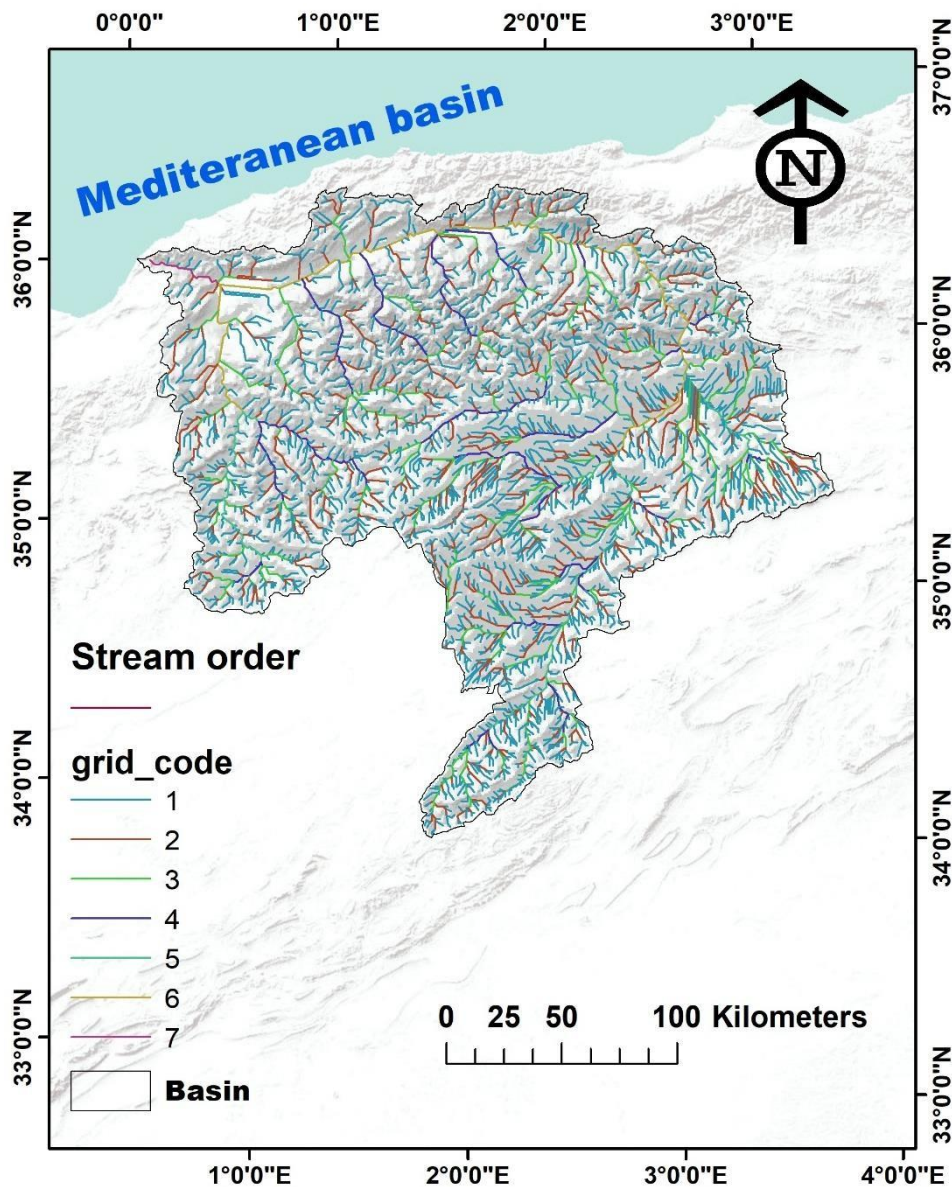 0°0'0" 1°0'0"E 2°0'0"E 3°0'0"E
37°0'0"N
Mediteranean basin
N
36°0'0"N
36°0'0"N
35°0'0"N
35°0'0"N
Stream order
grid_code
34°0'0"N
1
2
34°0'0"N
3
4
5
6
0 25 50 100 Kilometers
7
33°0'0"N
Basin
33°0'0"N
1°0'0"E 2°0'0"E 3°0'0"E 4°0'0"E